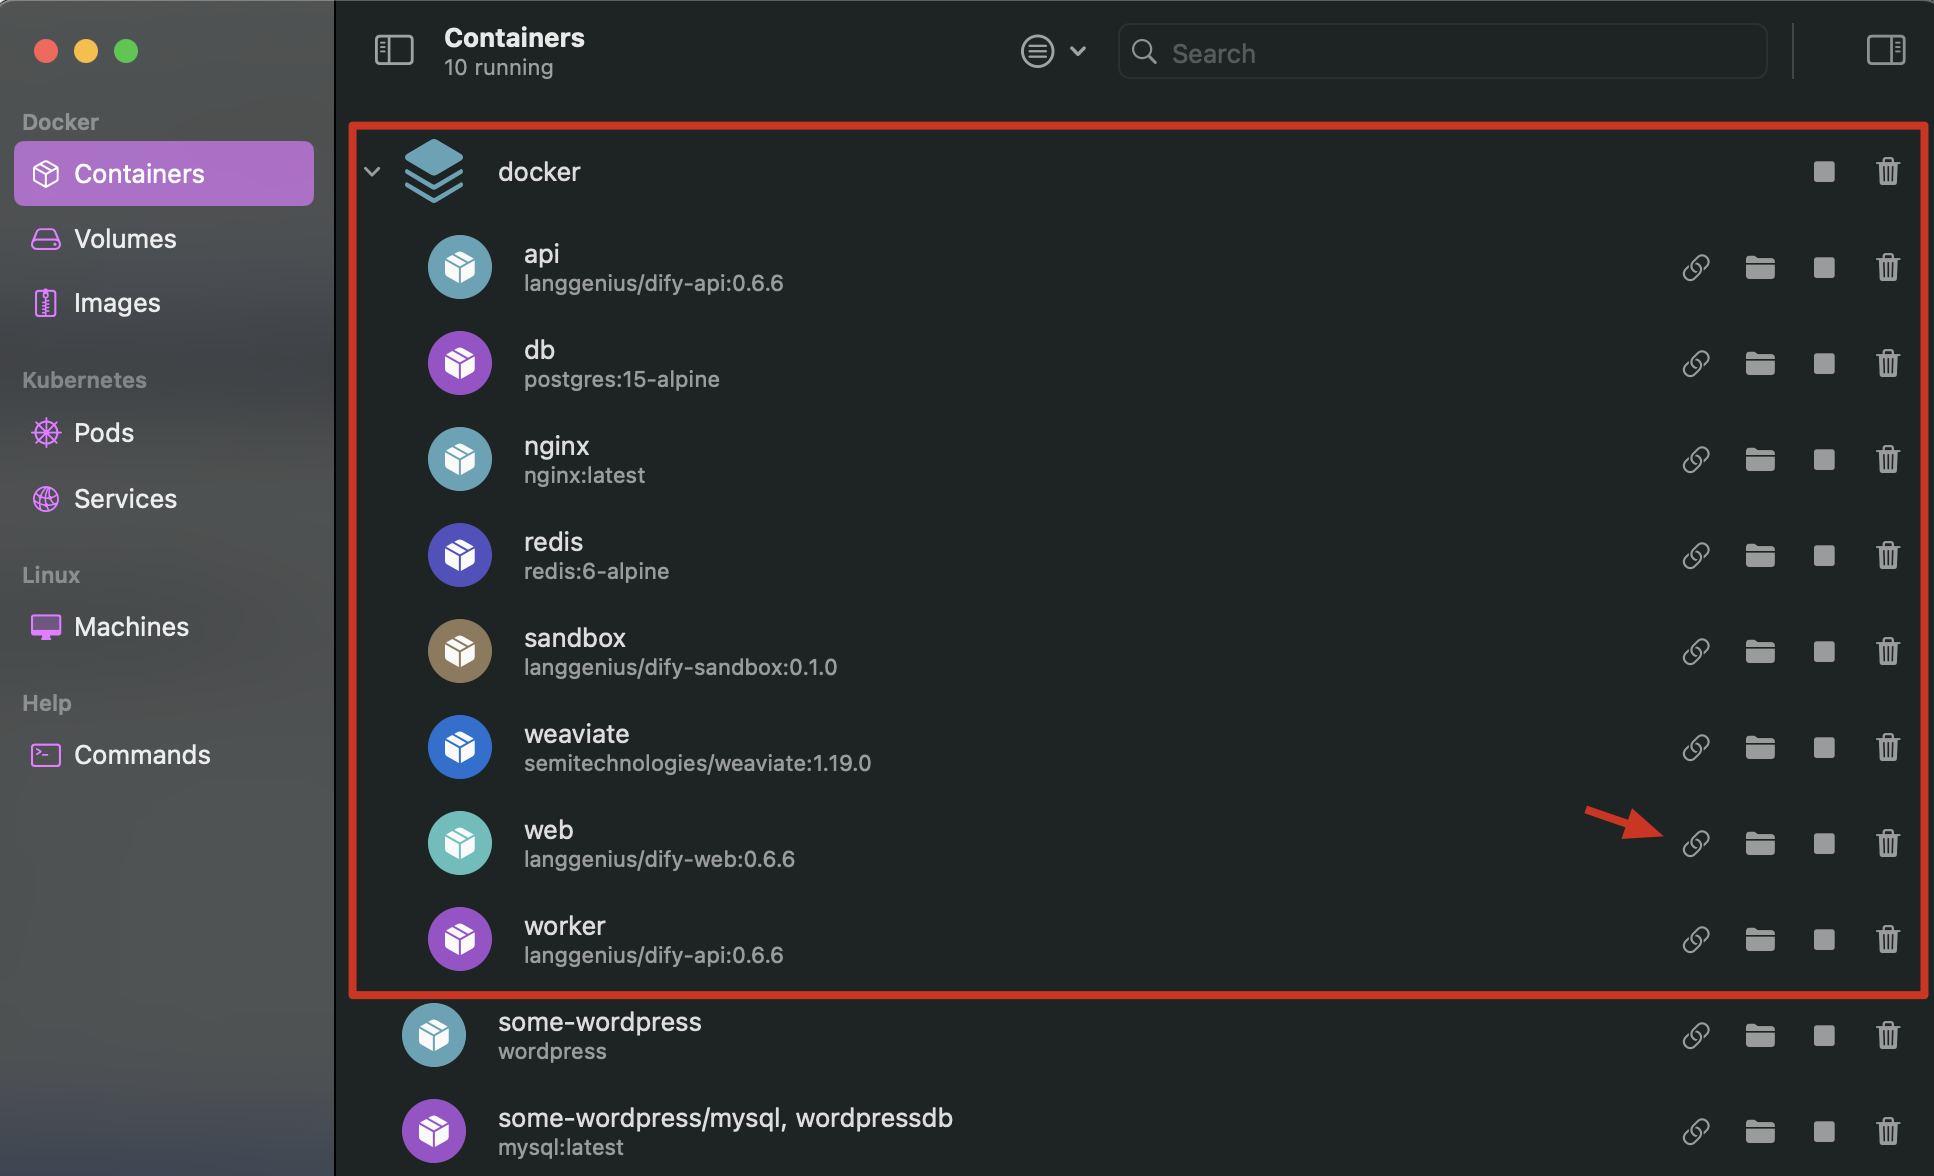 Containers
10 running
Search
Docker
Containers
Volumes
Images
Kubernetes
Pods
Services
Linux
Machines
Help
Commands
docker
api
langgenius/dify-api:0.6.6
db
postgres:15-alpine
nginx
nginx:latest
redis
redis:6-alpine
sandbox
langgenius/dify-sandbox:0.1.0
weaviate
semitechnologies/weaviate:1.19.0
web
langgenius/dify-web:0.6.6
worker
langgenius/dify-api:0.6.6
some-wordpress
wordpress
some-wordpress/mysql, wordpressdb
mysql:latest